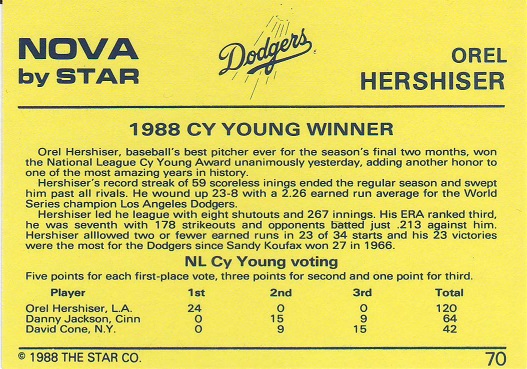 NOVA
by STAR
Dodgers
OREL
HERSHISER
1988 CY YOUNG WINNER
Orel Hershiser, baseball's best pitcher ever for the season's final two months, won
the National League Cy Young Award unanimously yesterday, adding another honor to
one of the most amazing years in history.
Hershiser's record streak of 59 scoreless inings ended the regular season and swept
him past all rivals. He wound up 23-8 with a 2.26 earned run average for the World
Series champion Los Angeles Dodgers.
Hershiser led he league with eight shutouts and 267 innings. His ERA ranked third,
he was seventh with 178 strikeouts and opponents batted just .213 against him.
Hershiser alllowed two or fewer earned runs in 23 of 34 starts and his 23 victories
were the most for the Dodgers since Sandy Koufax won 27 in 1966.
NL Cy Young voting
Five points for each first-place vote, three points for second and one point for third.
Player 1st 2nd 3rd Total
Orel Hershiser, L.A. 24 0 0 120
Danny Jackson, Cinn 0 15 9 64
David Cone, N.Y. 0 9 15 42
© 1988 THE STAR CO. 70